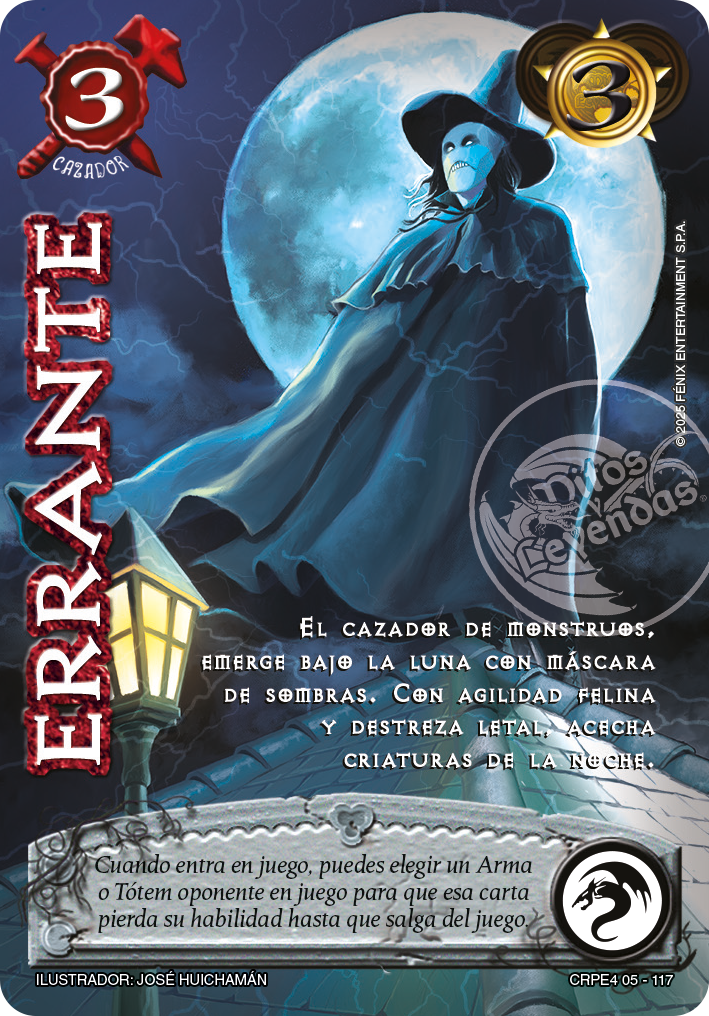 3
CAZADOR
3
ERRANTE
© 2025 FÉNIX ENTERTAINMENT S.P.A.
Mitos
y
Leyendas®
El cazador de monstruos,
emerge bajo la luna con máscara
de sombras. Con agilidad felina
y destreza letal, acecha
criaturas de la noche.
Cuando entra en juego, puedes elegir un Arma
o Tótem oponente en juego para que esa carta
pierda su habilidad hasta que salga del juego.
ILUSTRADOR: JOSÉ HUICHAMÁN
CRPE4 05 - 117